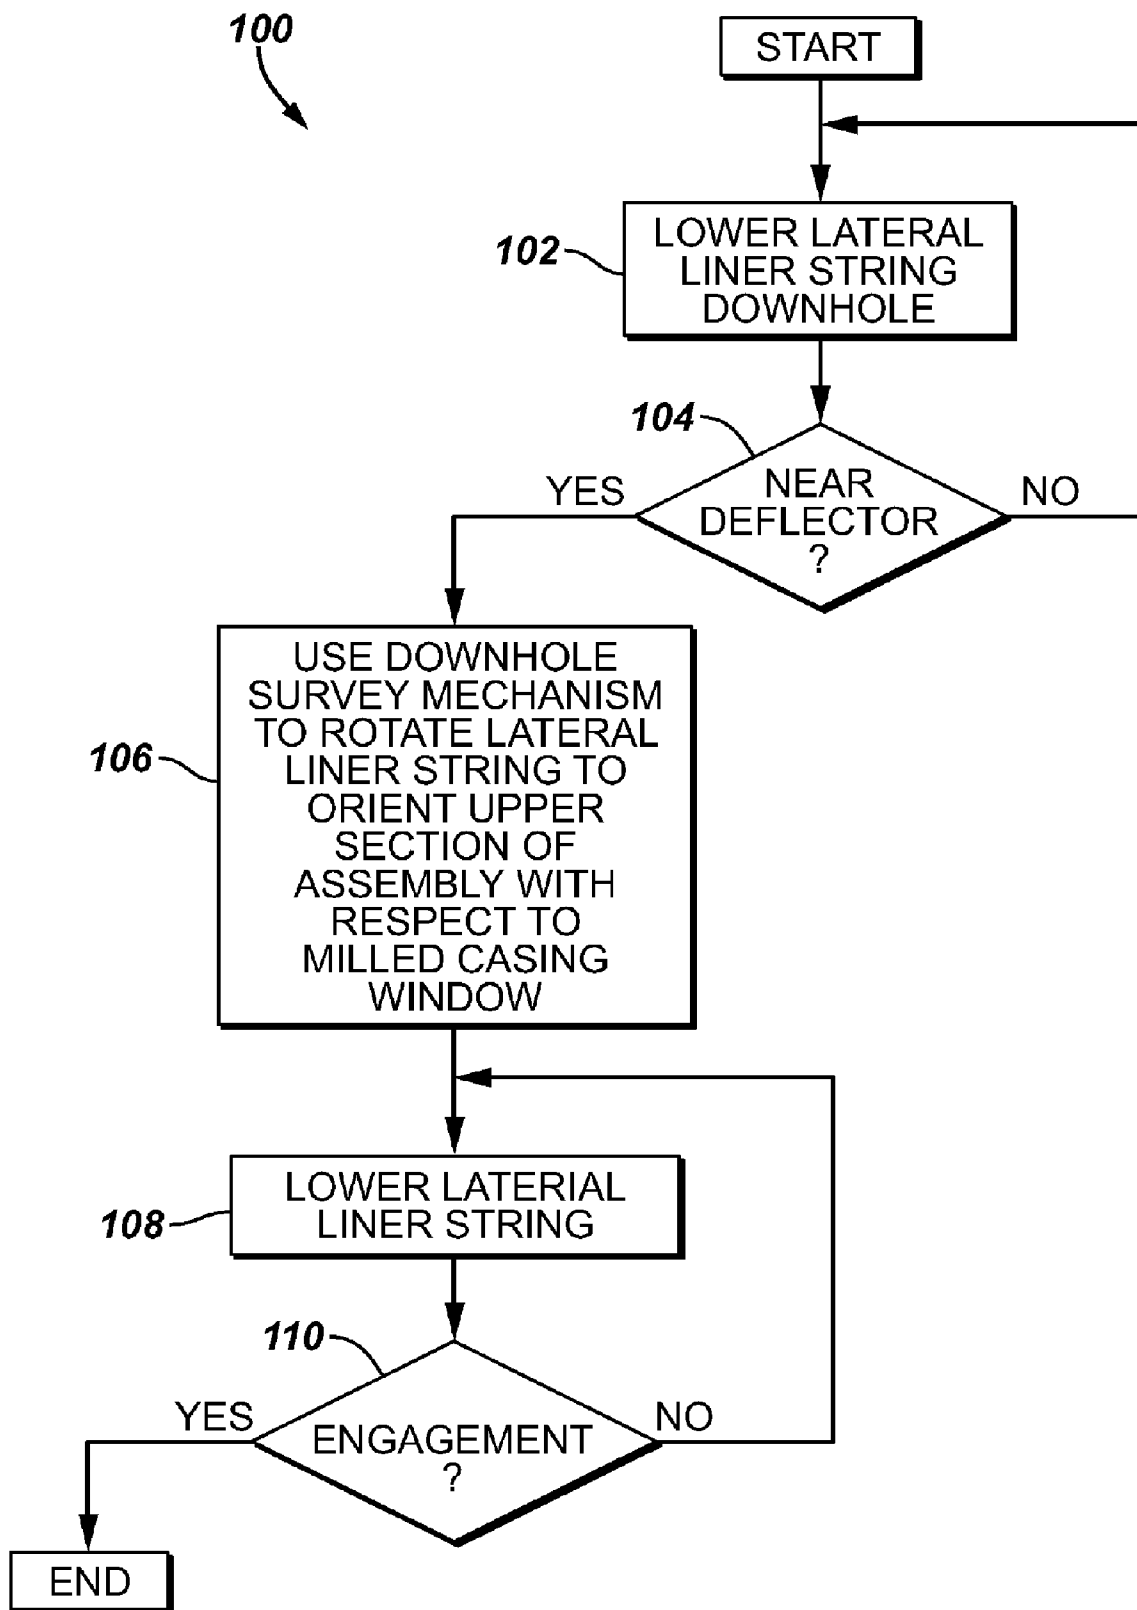 100
START
102
LOWER LATERAL
LINER STRING
DOWNHOLE
104
YES
NEAR
DEFLECTOR
?
NO
106
USE DOWNHOLE
SURVEY MECHANISM
TO ROTATE LATERAL
LINER STRING TO
ORIENT UPPER
SECTION OF
ASSEMBLY WITH
RESPECT TO
MILLED CASING
WINDOW
108
LOWER LATERIAL
LINER STRING
110
YES
ENGAGEMENT
?
NO
END